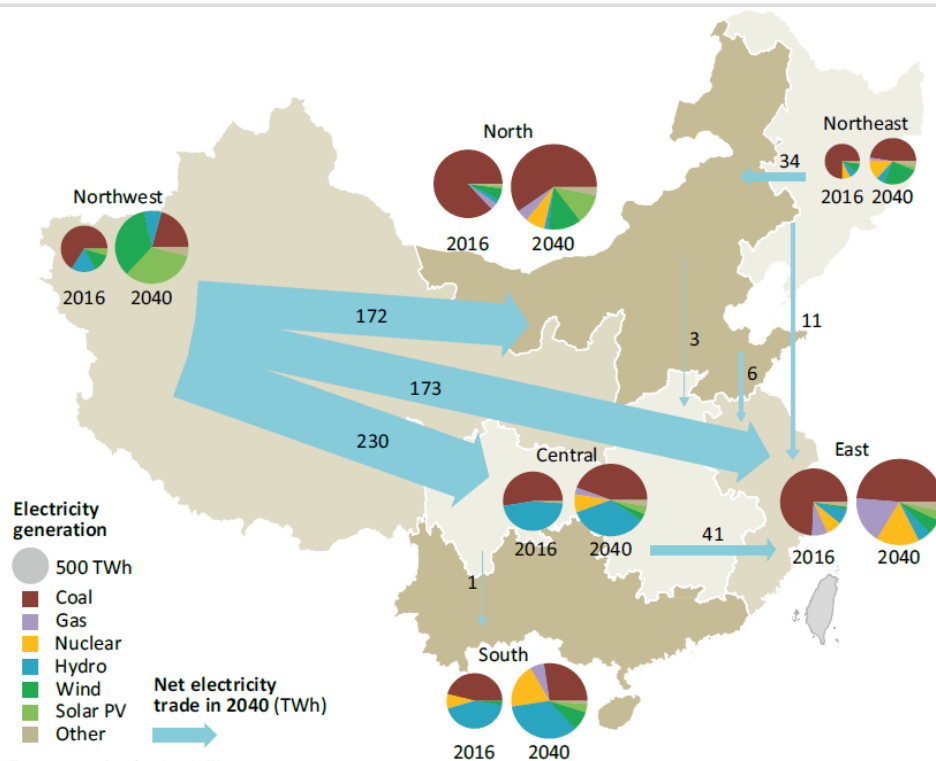 North
2016
2040
Northeast
34
2016
2040
Northwest
2016
2040
172
3
11
6
173
230
Central
2016
2040
East
2016
2040
41
1
South
2016
2040
Electricity
generation
500 TWh
Coal
Gas
Nuclear
Hydro
Wind
Solar PV
Other
Net electricity
trade in 2040 (TWh)